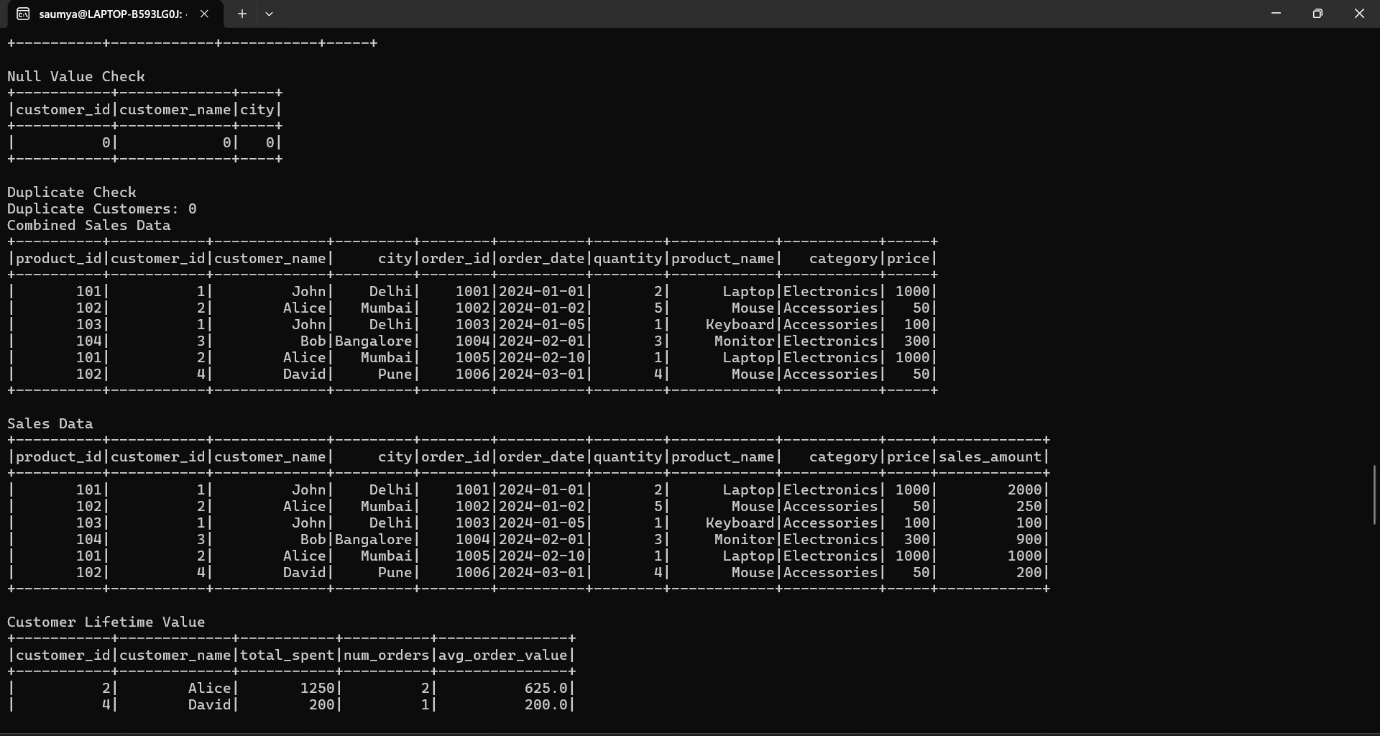 saumya@LAPTOP-B593LG0J: ·
+----------+-----------+----------+-----+
Null Value Check
+-----------+-------------+----+
|customer_id|customer_name|city|
+-----------+-------------+----+
|          0|            0|   0|
+-----------+-------------+----+
Duplicate Check
Duplicate Customers: 0
Combined Sales Data
+----------+-----------+-------------+---------+--------+----------+--------+------------+-----------+-----+
|product_id|customer_id|customer_name|     city|order_id|order_date|quantity|product_name|   category|price|
+----------+-----------+-------------+---------+--------+----------+--------+------------+-----------+-----+
|       101|          1|         John|    Delhi|    1001|2024-01-01|       2|      Laptop|Electronics| 1000|
|       102|          2|        Alice|   Mumbai|    1002|2024-01-02|       5|       Mouse|Accessories|   50|
|       103|          1|         John|    Delhi|    1003|2024-01-05|       1|    Keyboard|Accessories|  100|
|       104|          3|          Bob|Bangalore|    1004|2024-02-01|       3|     Monitor|Electronics|  300|
|       101|          2|        Alice|   Mumbai|    1005|2024-02-10|       1|      Laptop|Electronics| 1000|
|       102|          4|        David|     Pune|    1006|2024-03-01|       4|       Mouse|Accessories|   50|
+----------+-----------+-------------+---------+--------+----------+--------+------------+-----------+-----+
Sales Data
+----------+-----------+-------------+---------+--------+----------+--------+------------+-----------+-----+------------+
|product_id|customer_id|customer_name|     city|order_id|order_date|quantity|product_name|   category|price|sales_amount|
+----------+-----------+-------------+---------+--------+----------+--------+------------+-----------+-----+------------+
|       101|          1|         John|    Delhi|    1001|2024-01-01|       2|      Laptop|Electronics| 1000|        2000|
|       102|          2|        Alice|   Mumbai|    1002|2024-01-02|       5|       Mouse|Accessories|   50|         250|
|       103|          1|         John|    Delhi|    1003|2024-01-05|       1|    Keyboard|Accessories|  100|         100|
|       104|          3|          Bob|Bangalore|    1004|2024-02-01|       3|     Monitor|Electronics|  300|         900|
|       101|          2|        Alice|   Mumbai|    1005|2024-02-10|       1|      Laptop|Electronics| 1000|        1000|
|       102|          4|        David|     Pune|    1006|2024-03-01|       4|       Mouse|Accessories|   50|         200|
+----------+-----------+-------------+---------+--------+----------+--------+------------+-----------+-----+------------+
Customer Lifetime Value
+-----------+-------------+-----------+----------+---------------+
|customer_id|customer_name|total_spent|num_orders|avg_order_value|
+-----------+-------------+-----------+----------+---------------+
|          2|        Alice|       1250|         2|          625.0|
|          4|        David|        200|         1|          200.0|